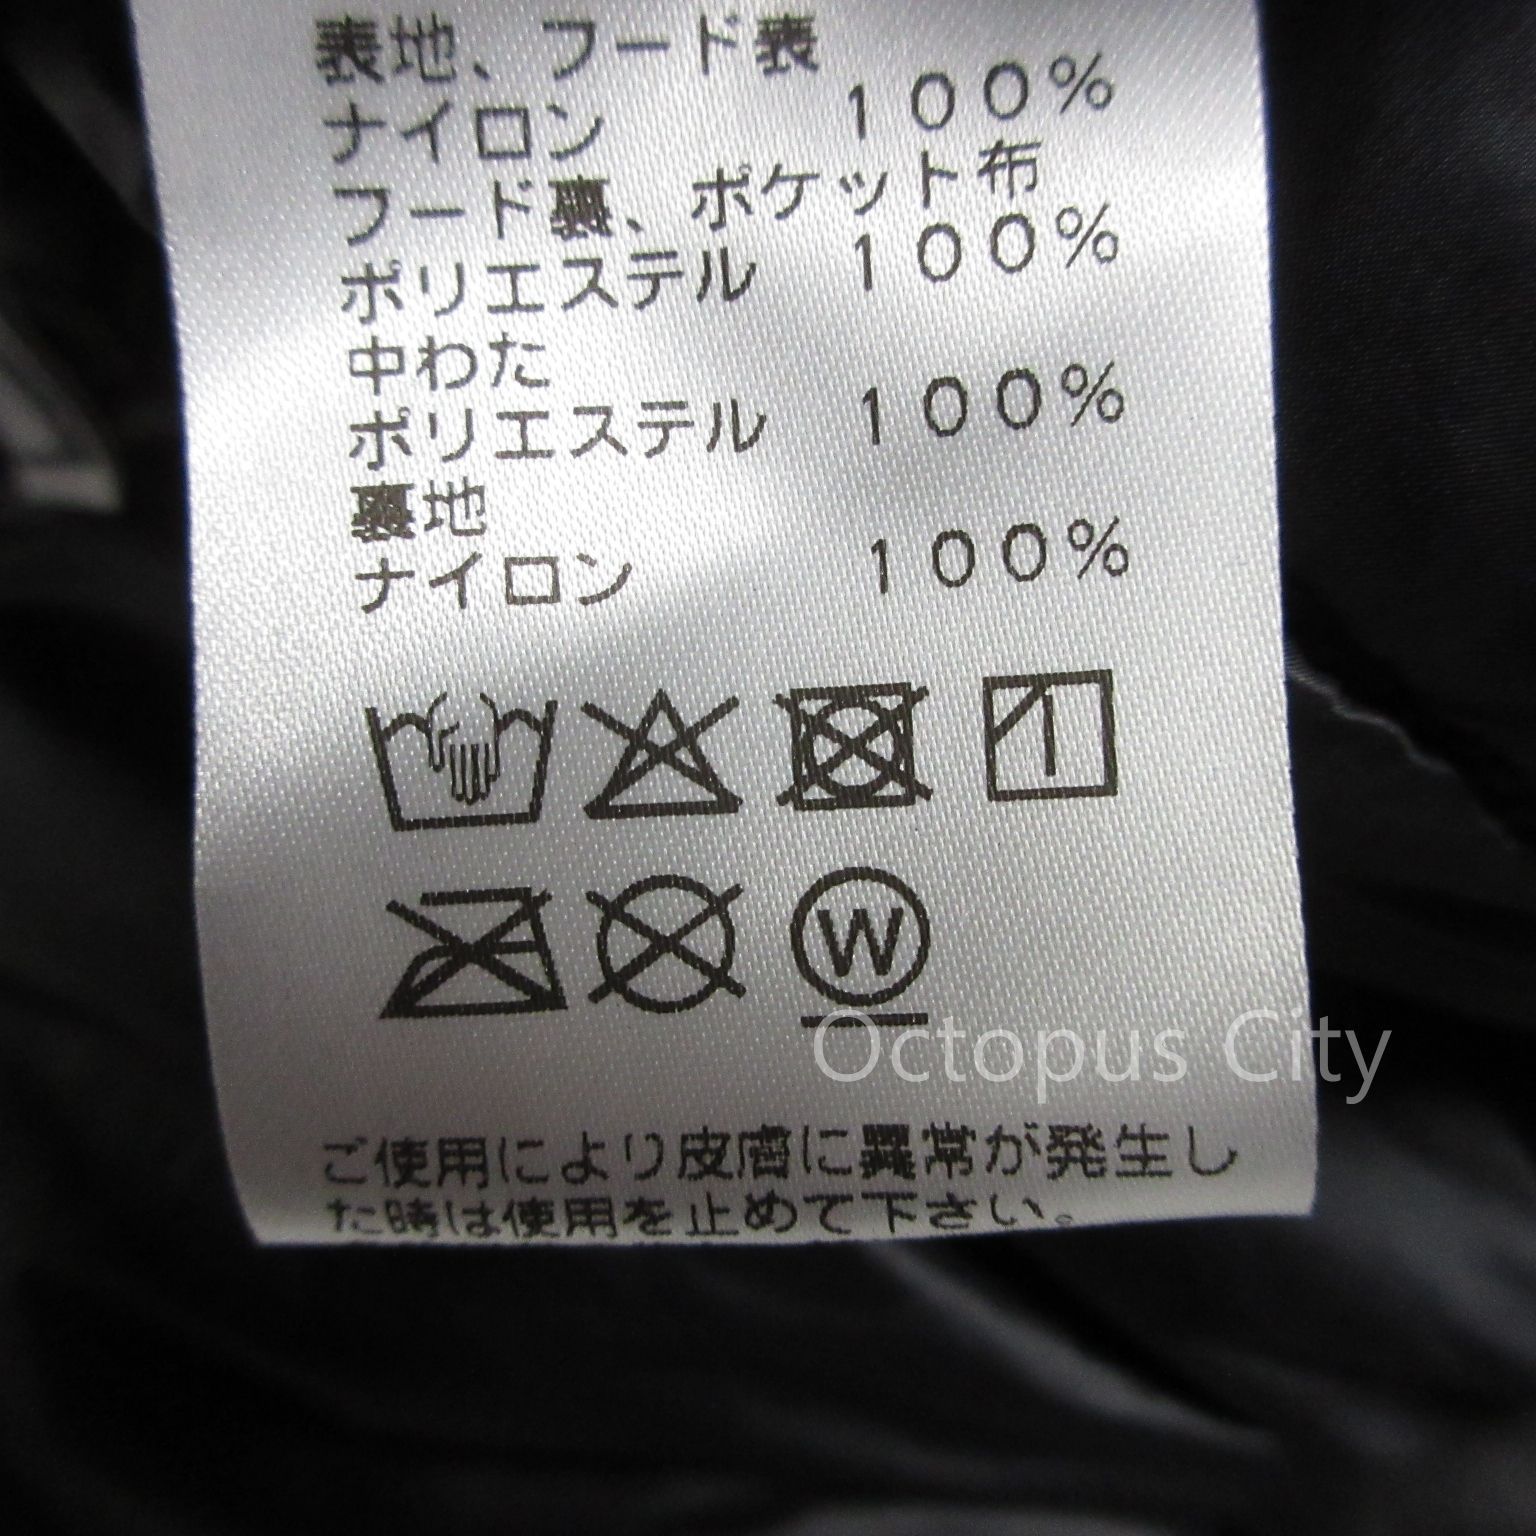 表地、フード表
ナイロン 100%
フード裏、ポケット布
ポリエステル 100%
中わた
ポリエステル 100%
裏地
ナイロン 100%
W
Octopus City
ご使用により皮膚に異常が発生し
た時は使用を止めて下さい。